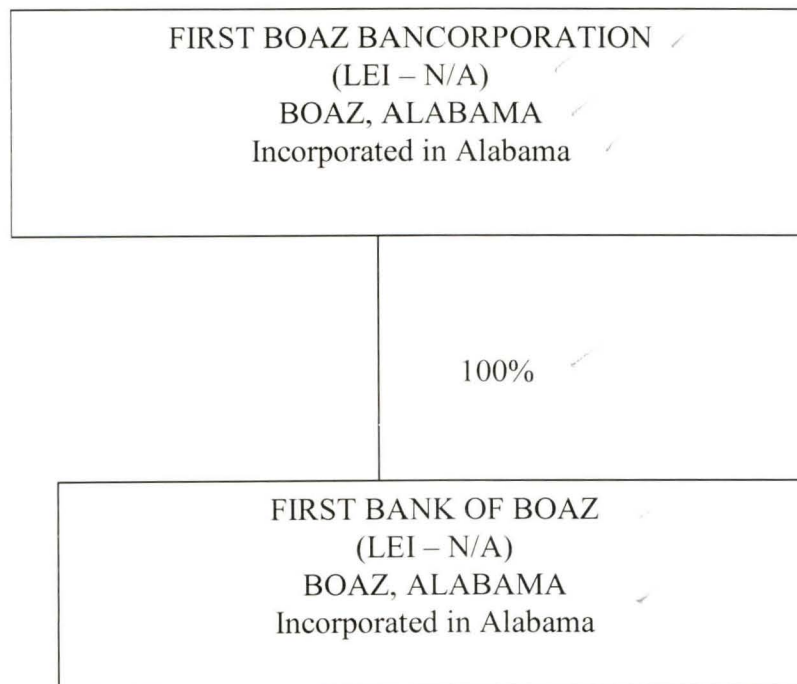 FIRST BOAZ BANCORPORATION
(LEI – N/A)
BOAZ, ALABAMA
Incorporated in Alabama
100%
FIRST BANK OF BOAZ
(LEI – N/A)
BOAZ, ALABAMA
Incorporated in Alabama